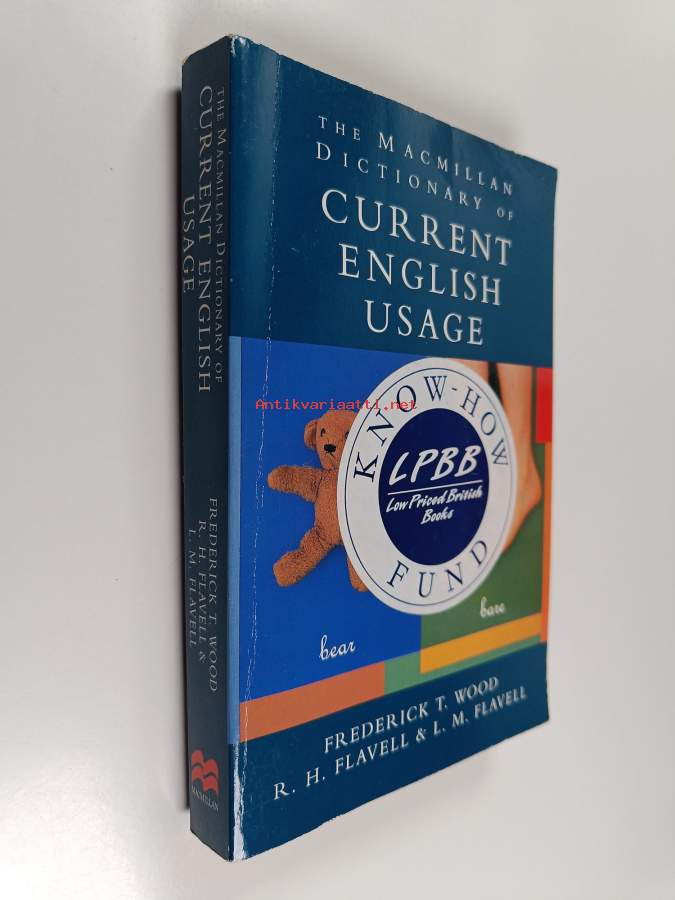 THE MACMILLAN DICTIONARY OF
CURRENT ENGLISH
USAGE
FREDERICK T. WOOD
R. H. FLAVELL &
L. M. FLAVELL
MACMILLAN
THE MACMILLAN
DICTIONARY OF
CURRENT
ENGLISH
USAGE
Antikvariaatti.net
KNOW-HOW
LPBB
Low Priced British
Books
FUND
bear
bare
FREDERICK T. WOOD
R. H. FLAVELL & L. M. FLAVELL